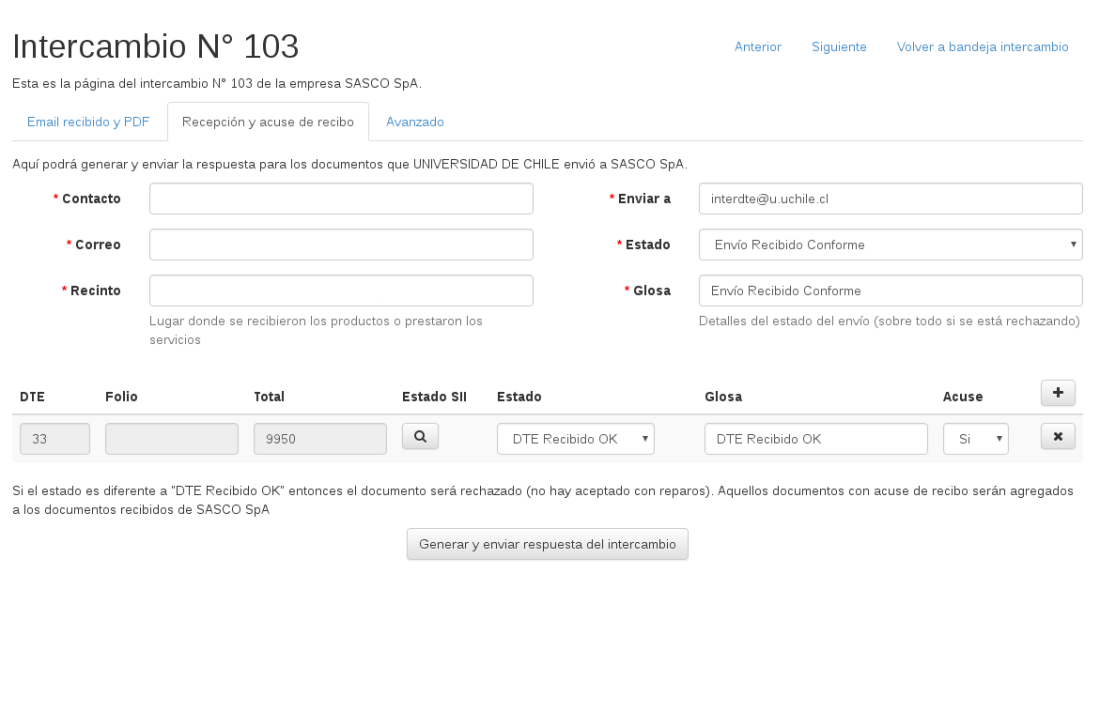 Intercambio N° 103
Anterior Siguiente Volver a bandeja intercambio
Esta es la página del intercambio N° 103 de la empresa SASCO SpA.
Email recibido y PDF Recepción y acuse de recibo Avanzado
Aquí podrá generar y enviar la respuesta para los documentos que UNIVERSIDAD DE CHILE envió a SASCO SpA.
* Contacto
* Enviar a interdte@u.uchile.cl
* Correo
* Estado Envío Recibido Conforme
* Recinto
* Glosa Envío Recibido Conforme
Lugar donde se recibieron los productos o prestaron los
servicios
Detalles del estado del envío (sobre todo si se está rechazando)
DTE Folio Total Estado SII Estado Glosa Acuse
33 9950 DTE Recibido OK DTE Recibido OK Si
Si el estado es diferente a "DTE Recibido OK" entonces el documento será rechazado (no hay aceptado con reparos). Aquellos documentos con acuse de recibo serán agregados
a los documentos recibidos de SASCO SpA
Generar y enviar respuesta del intercambio